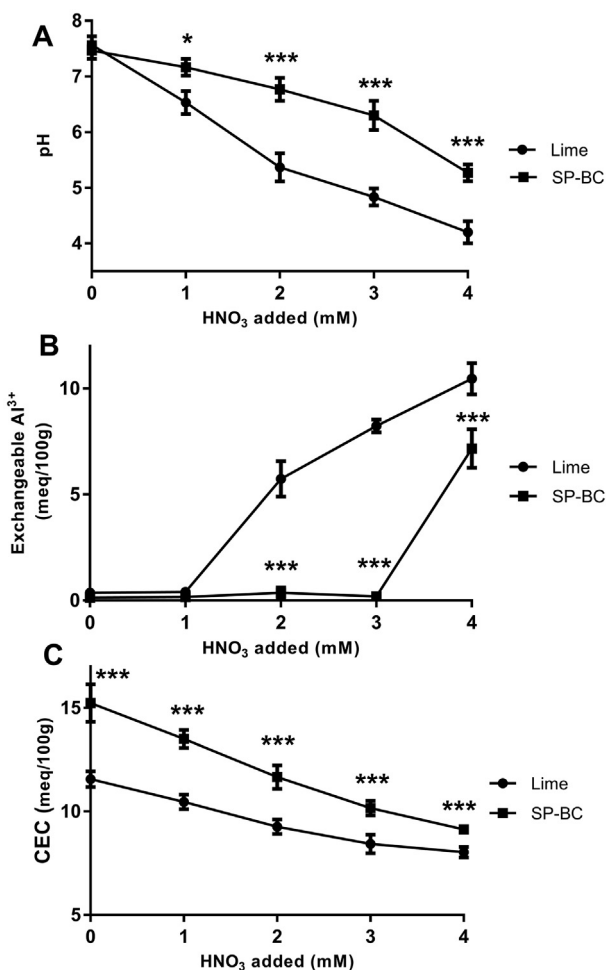 A
8
7
6
5
4
pH
*
***
***
***
Lime
SP-BC
0 1 2 3 4
HNO₃ added (mM)
B
10
5
0
Exchangeable Al³⁺
(meq/100g)
***
***
***
Lime
SP-BC
0 1 2 3 4
HNO₃ added (mM)
C
15
10
5
CEC (meq/100g)
***
***
***
***
***
Lime
SP-BC
0 1 2 3 4
HNO₃ added (mM)